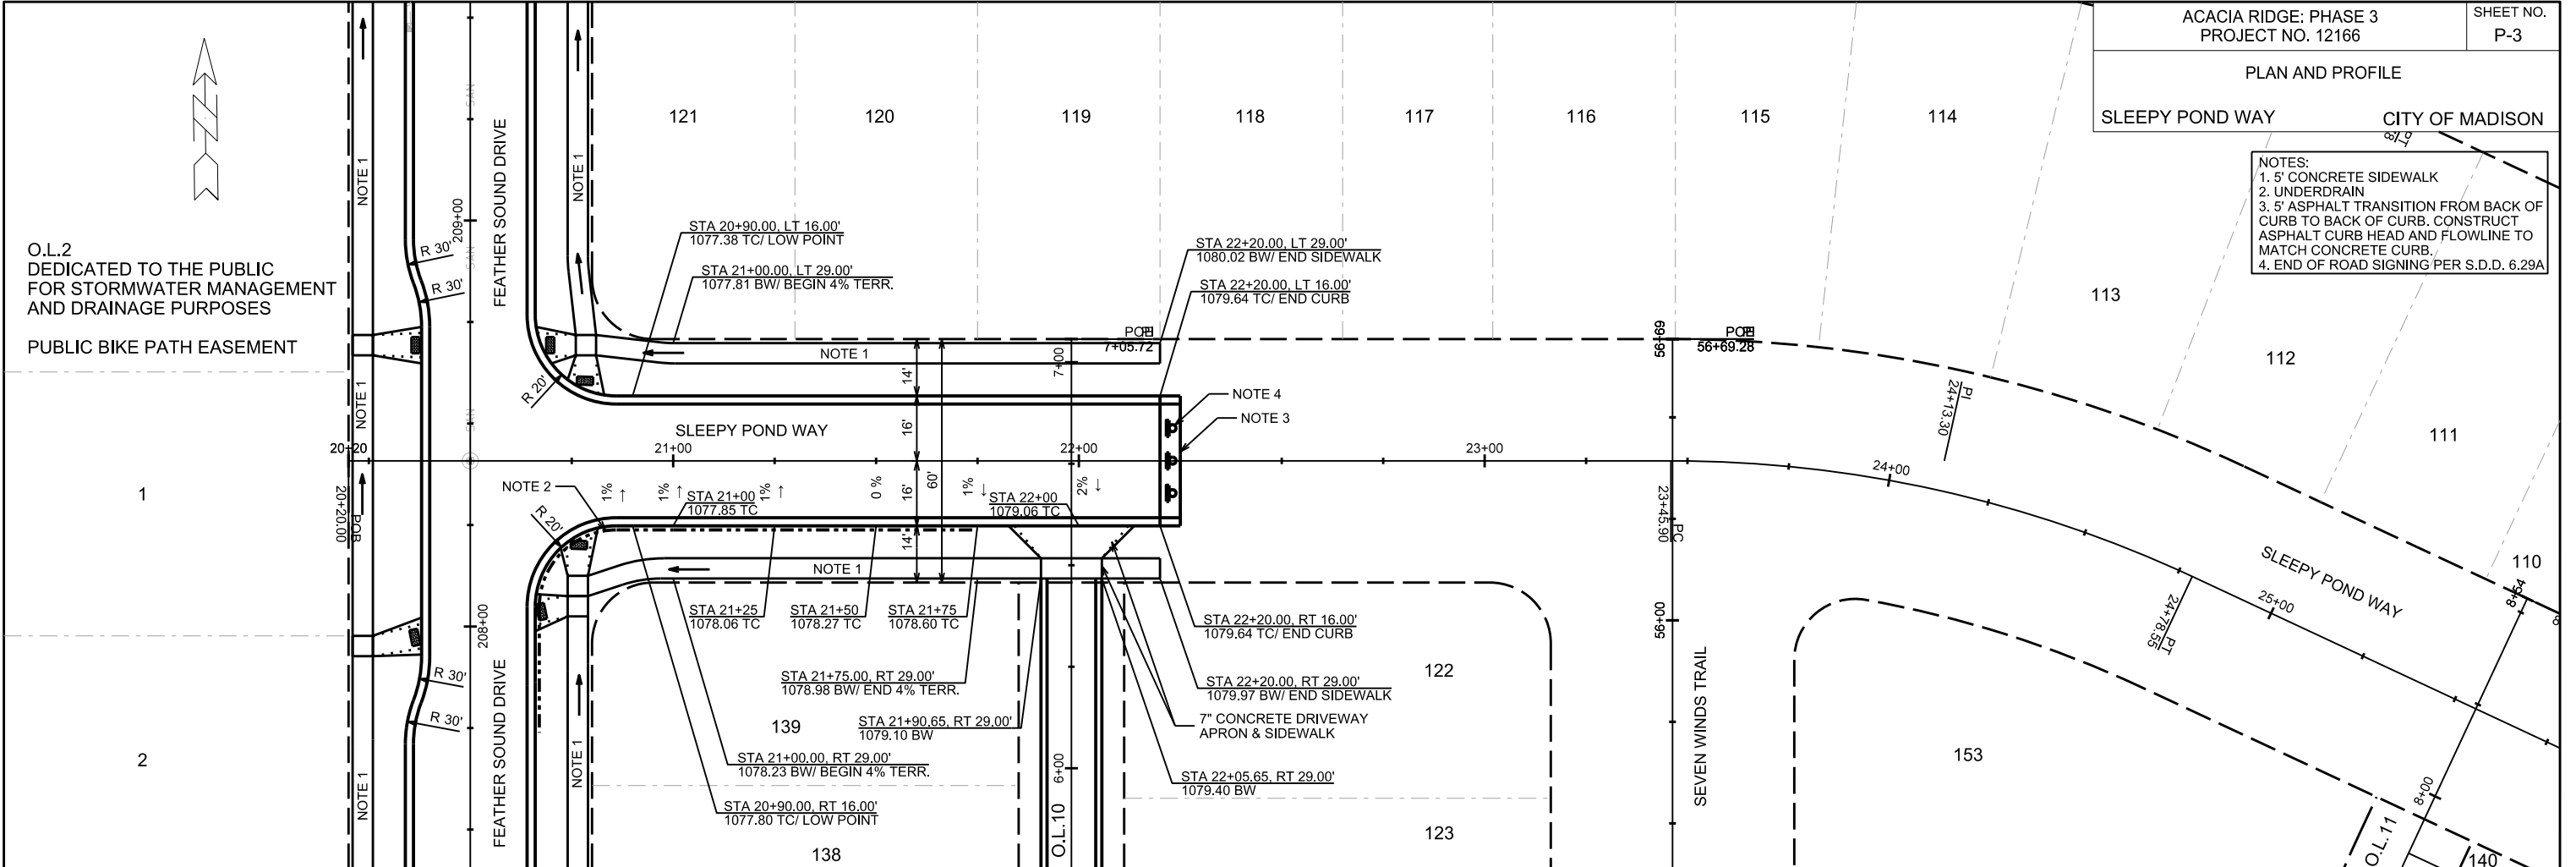 ACACIA RIDGE: PHASE 3
PROJECT NO. 12166
SHEET NO.
P-3
PLAN AND PROFILE
SLEEPY POND WAY
CITY OF MADISON
NOTES:
1. 5' CONCRETE SIDEWALK
2. UNDERDRAIN
3. 5' ASPHALT TRANSITION FROM BACK OF
CURB TO BACK OF CURB. CONSTRUCT
ASPHALT CURB HEAD AND FLOWLINE TO
MATCH CONCRETE CURB.
4. END OF ROAD SIGNING PER S.D.D. 6.29A
N
O.L.2
DEDICATED TO THE PUBLIC
FOR STORMWATER MANAGEMENT
AND DRAINAGE PURPOSES
PUBLIC BIKE PATH EASEMENT
1
2
NOTE 1
NOTE 1
NOTE 1
R 30'
R 30'
R 30'
R 30'
209+00
208+00
SAN
SAN
SAN
FEATHER SOUND DRIVE
FEATHER SOUND DRIVE
NOTE 1
NOTE 1
R 20'
R 20'
121
120
119
118
117
116
115
114
113
112
111
110
STA 20+90.00, LT 16.00'
1077.38 TC/ LOW POINT
STA 21+00.00, LT 29.00'
1077.81 BW/ BEGIN 4% TERR.
STA 22+20.00, LT 29.00'
1080.02 BW/ END SIDEWALK
STA 22+20.00, LT 16.00'
1079.64 TC/ END CURB
7+05.72
7+00
56+69
56+69.28
NOTE 1
14'
16'
16'
14'
60'
NOTE 4
NOTE 3
SLEEPY POND WAY
20+20
20+20.00
POB
21+00
22+00
23+00
24+00
25+00
PI
24+13.30
23+45.90
PC
24+78.55
PT
SLEEPY POND WAY
NOTE 2
1% ↑
1% ↑
1% ↑
0 %
1% ↓
2% ↓
STA 21+00
1077.85 TC
STA 22+00
1079.06 TC
NOTE 1
STA 21+25
1078.06 TC
STA 21+50
1078.27 TC
STA 21+75
1078.60 TC
STA 22+20.00, RT 16.00'
1079.64 TC/ END CURB
STA 21+75.00, RT 29.00'
1078.98 BW/ END 4% TERR.
STA 22+20.00, RT 29.00'
1079.97 BW/ END SIDEWALK
STA 21+90.65, RT 29.00'
1079.10 BW
7" CONCRETE DRIVEWAY
APRON & SIDEWALK
STA 21+00.00, RT 29.00'
1078.23 BW/ BEGIN 4% TERR.
STA 22+05.65, RT 29.00'
1079.40 BW
STA 20+90.00, RT 16.00'
1077.80 TC/ LOW POINT
139
138
122
123
153
140
6+00
O.L.10
56+00
SEVEN WINDS TRAIL
8+54
8+00
O.L.11